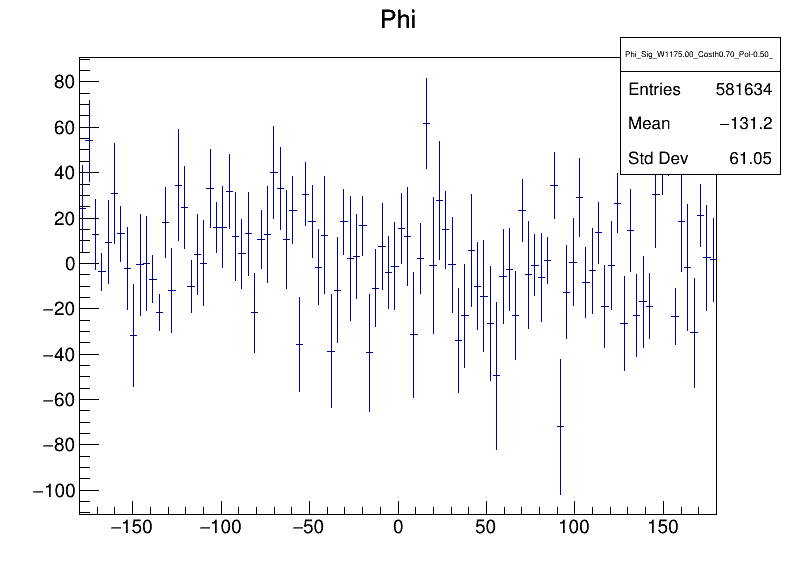 Phi
Phi_Sig_W1175.00_Costh0.70_Pol-0.50_
Entries 581634
Mean −131.2
Std Dev 61.05
80
60
40
20
0
−20
−40
−60
−80
−100
−150 −100 −50 0 50 100 150